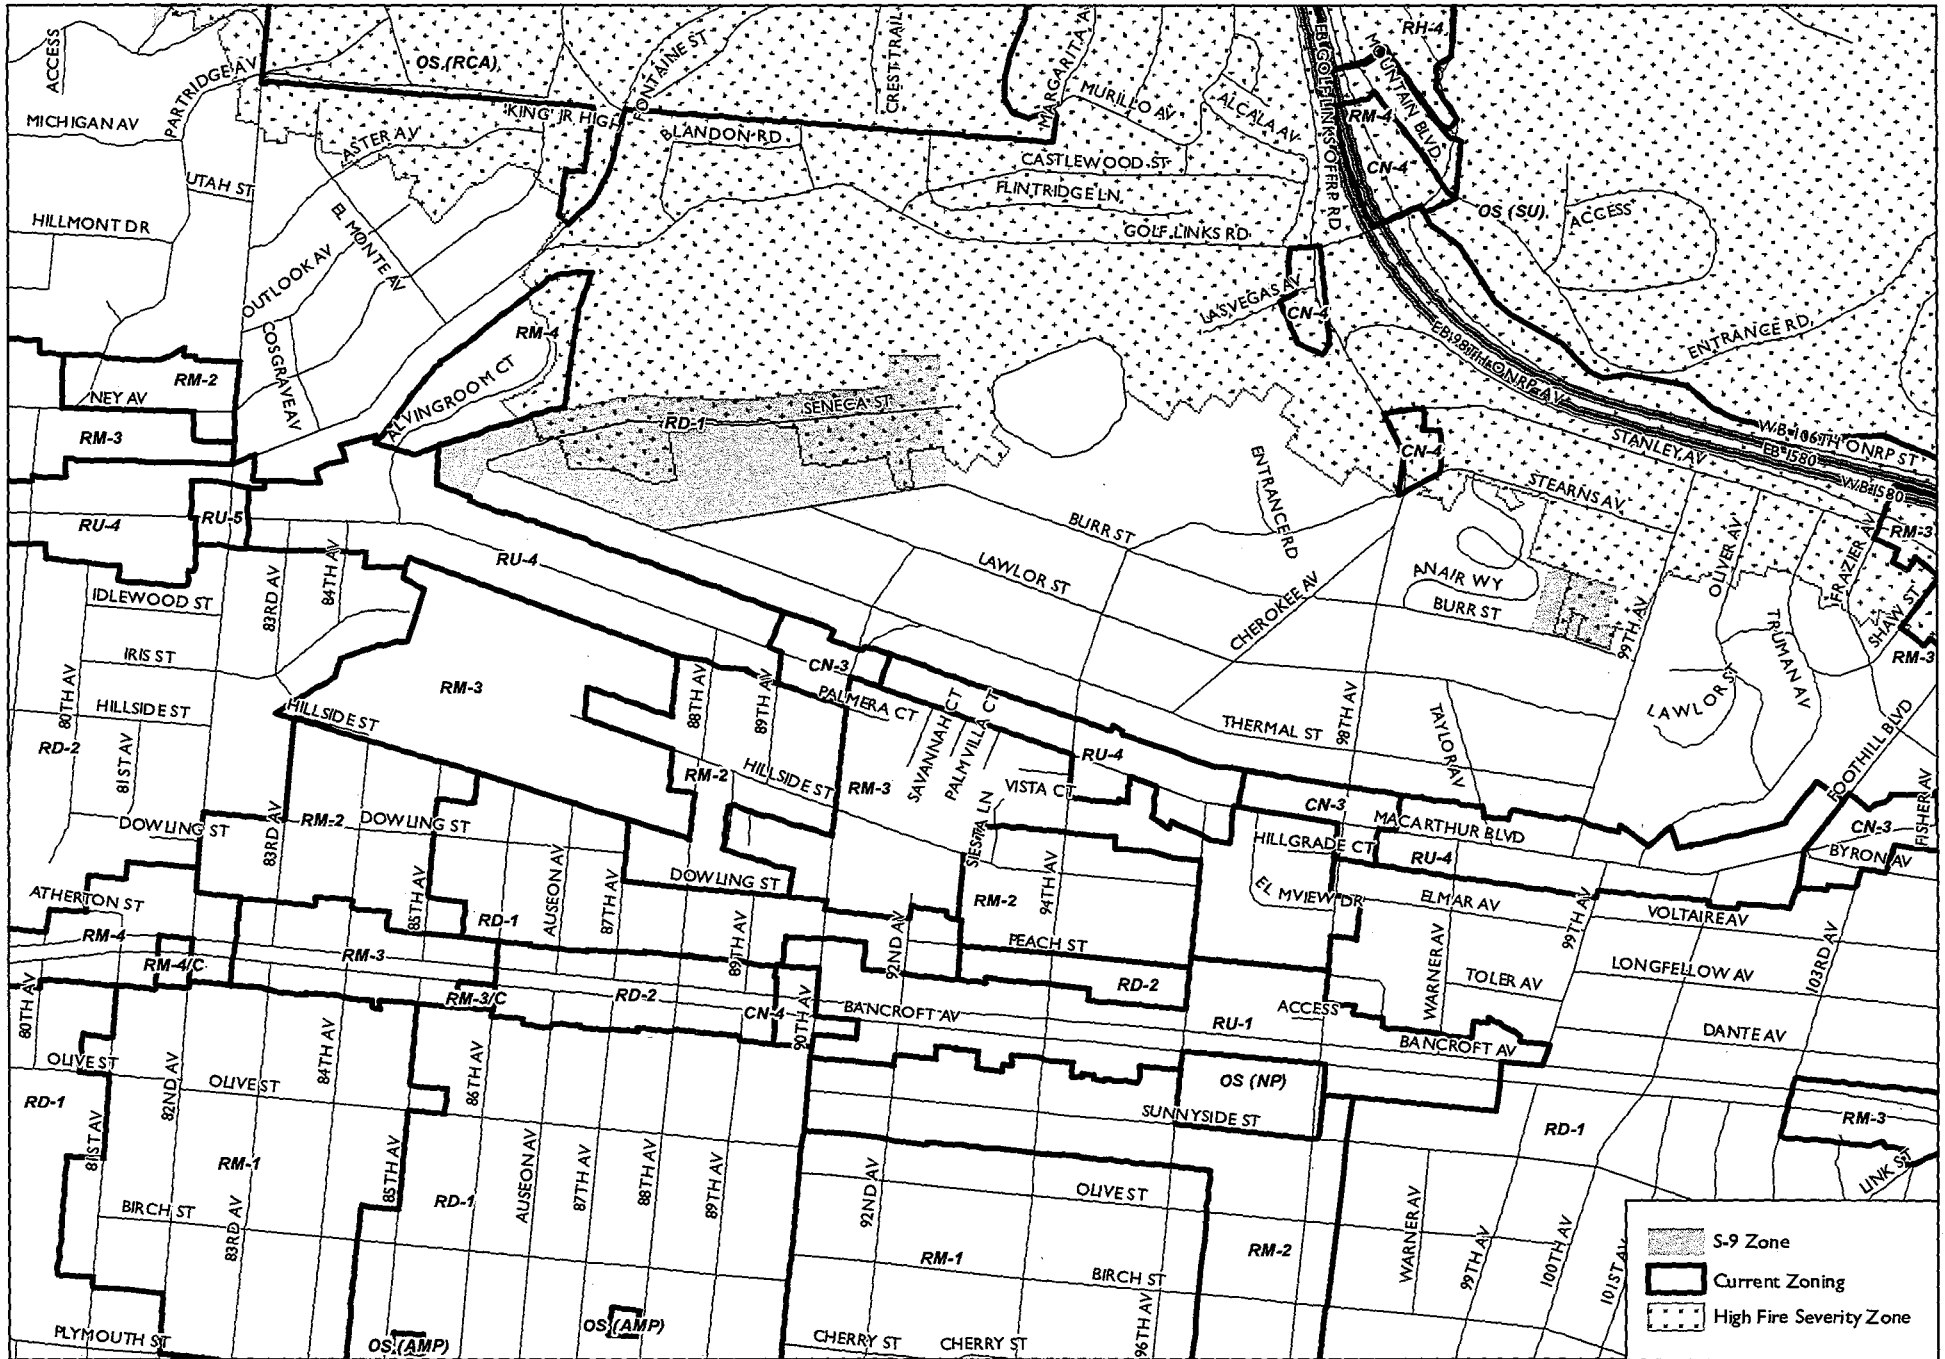 ACCESS
PARTRIDGE AV
OS (RCA)
FONTAINE ST
CREST TRAIL
MARGARITA A
MURILLO AV
ALCALA AV
EB GOLF LINKS OFFRP RD
RH-4
MOUNTAIN BLVD
MICHIGAN AV
KING JR HIGH
ASTER AV
BLANDON RD
RM-4
CASTLEWOOD ST
CN-4
UTAH ST
FLINTRIDGE LN
OS (SU)
ACCESS
HILLMONT DR
EL MONTE AV
GOLF LINKS RD
OUTLOOK AV
LAS VEGAS AV
CN-4
RM-4
COSGRAVE AV
EB 98TH ONRP AV
ENTRANCE RD
ALVINGROOM CT
RM-2
NEY AV
SENECA ST
RD-1
RM-3
WB 106TH ONRP ST
STANLEY AV
EB I580
CN-4
WB I580
ENTRANCE RD
STEARNS AV
RU-4
RU-5
BURR ST
OLIVER AV
FRAZIER AV
RM-3
84TH AV
RU-4
LAWLOR ST
ANAIR WY
BURR ST
IDLEWOOD ST
83RD AV
CHEROKEE AV
99TH AV
SHAW ST
TRUMAN AV
RM-3
IRIS ST
80TH AV
RM-3
CN-3
88TH AV
89TH AV
PALMERA CT
SAVANNAH CT
PALMVILLA CT
LAWLOR ST
HILLSIDE ST
HILLSIDE ST
THERMAL ST
98TH AV
TAYLOR AV
FOOTHILL BLVD
RD-2
81ST AV
RM-2
HILLSIDE ST
RM-3
RU-4
VISTA CT
CN-3
FISHER AV
DOWLING ST
83RD AV
RM-2
DOWLING ST
SIESTA LN
MACARTHUR BLVD
HILLGRADE CT
CN-3
RU-4
BYRON AV
ATHERTON ST
85TH AV
AUSEON AV
87TH AV
DOWLING ST
RM-2
94TH AV
EL MVIEW DR
ELMAR AV
99TH AV
VOLTAIRE AV
RD-1
RM-4
RM-4/C
RM-3
89TH AV
92ND AV
PEACH ST
WARNER AV
LONGFELLOW AV
103RD AV
80TH AV
RM-3/C
RD-2
CN-4
90TH AV
BANCROFT AV
RD-2
TOLER AV
ACCESS
RU-1
DANTE AV
BANCROFT AV
OLIVE ST
82ND AV
OLIVE ST
84TH AV
86TH AV
OS (NP)
RD-1
81ST AV
SUNNYSIDE ST
RD-1
RM-3
RM-1
85TH AV
RD-1
AUSEON AV
87TH AV
88TH AV
89TH AV
92ND AV
OLIVE ST
LINK ST
BIRCH ST
83RD AV
RM-1
BIRCH ST
RM-2
WARNER AV
99TH AV
100TH AV
101ST AV
96TH AV
PLYMOUTH ST
OS (AMP)
OS (AMP)
CHERRY ST
CHERRY ST
S-9 Zone
Current Zoning
High Fire Severity Zone